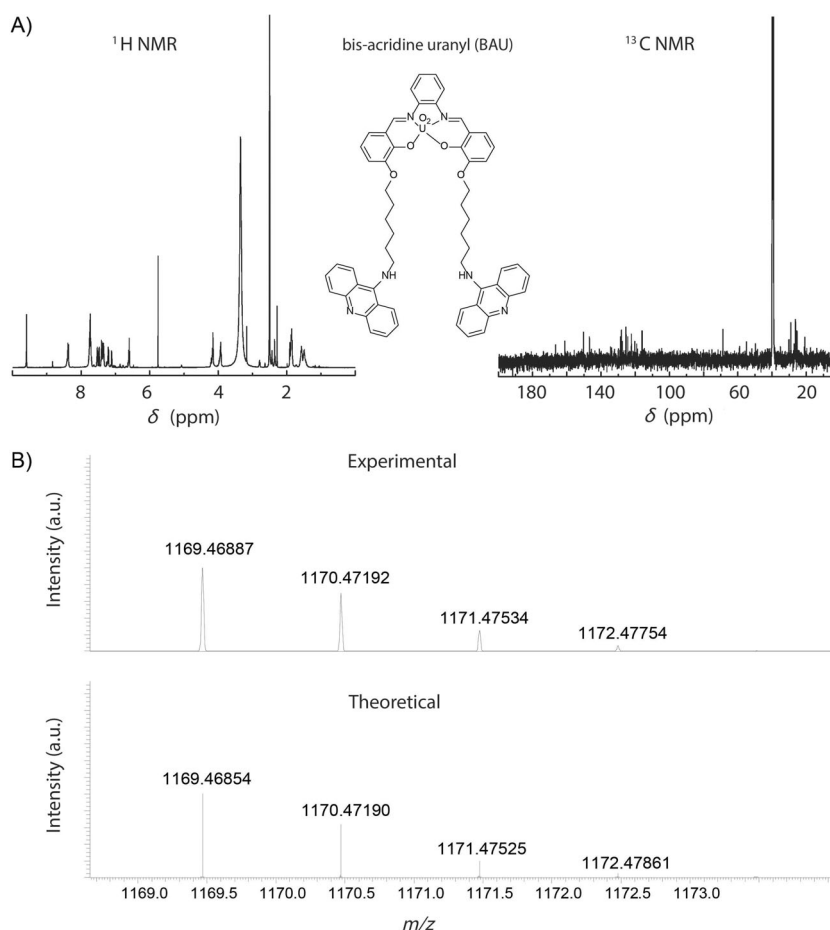 A)
¹H NMR
bis-acridine uranyl (BAU)
¹³C NMR
O₂
N U N
O O
O O
NH HN
N N
8 6 4 2
δ (ppm)
180 140 100 60 20
δ (ppm)
B)
Experimental
Intensity (a.u.)
1169.46887
1170.47192
1171.47534
1172.47754
Theoretical
Intensity (a.u.)
1169.46854
1170.47190
1171.47525
1172.47861
1169.0 1169.5 1170.0 1170.5 1171.0 1171.5 1172.0 1172.5 1173.0
m/z